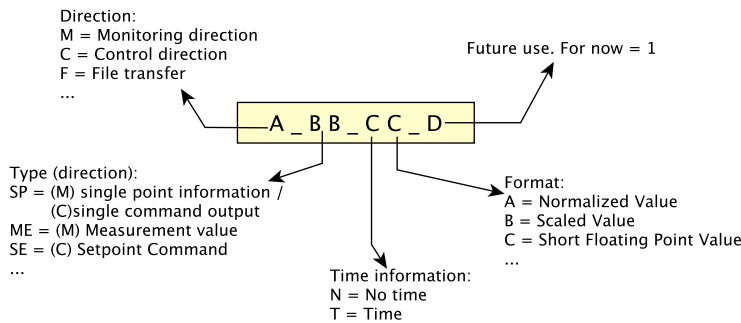 Direction:
M = Monitoring direction
C = Control direction
F = File transfer
...
Future use. For now = 1
A _ B B _ C C _ D
Type (direction):
SP = (M) single point information /
(C)single command output
ME = (M) Measurement value
SE = (C) Setpoint Command
...
Format:
A = Normalized Value
B = Scaled Value
C = Short Floating Point Value
...
Time information:
N = No time
T = Time